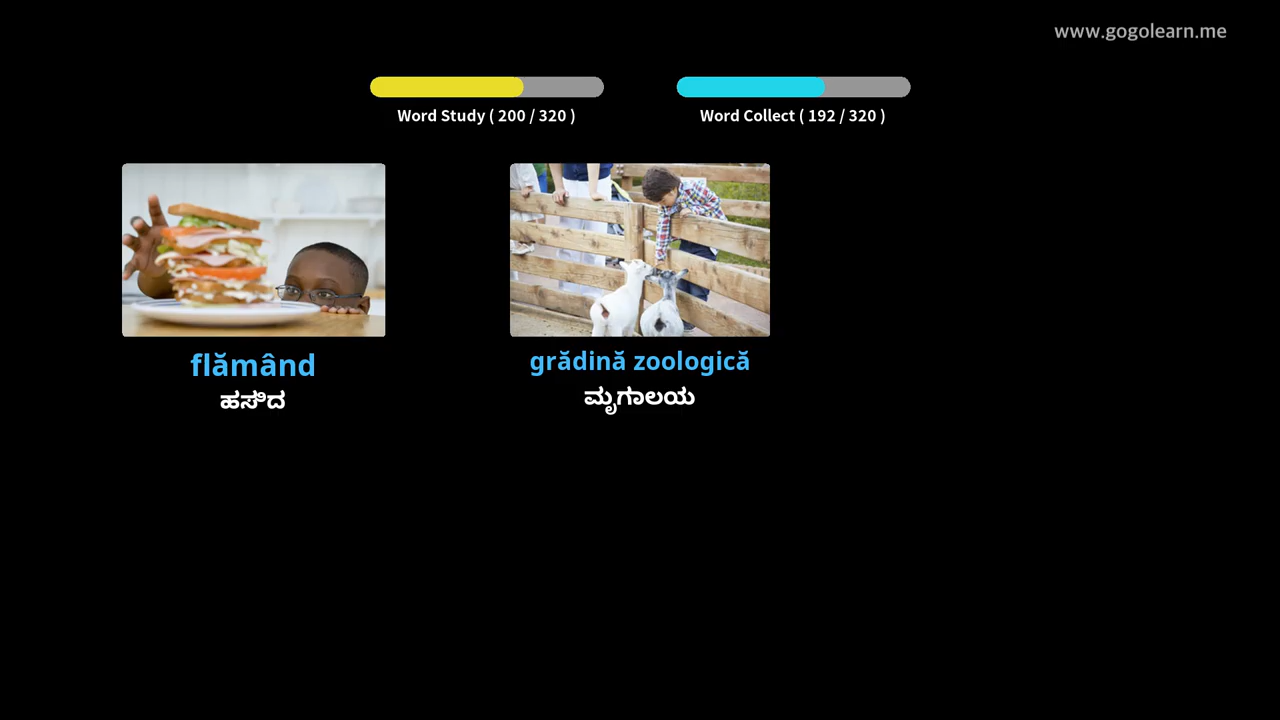 www.gogolearn.me
Word Study ( 200 / 320 )
Word Collect ( 192 / 320 )
flămând
ಹಸಿದ
grădină zoologică
ಮೃಗಾಲಯ